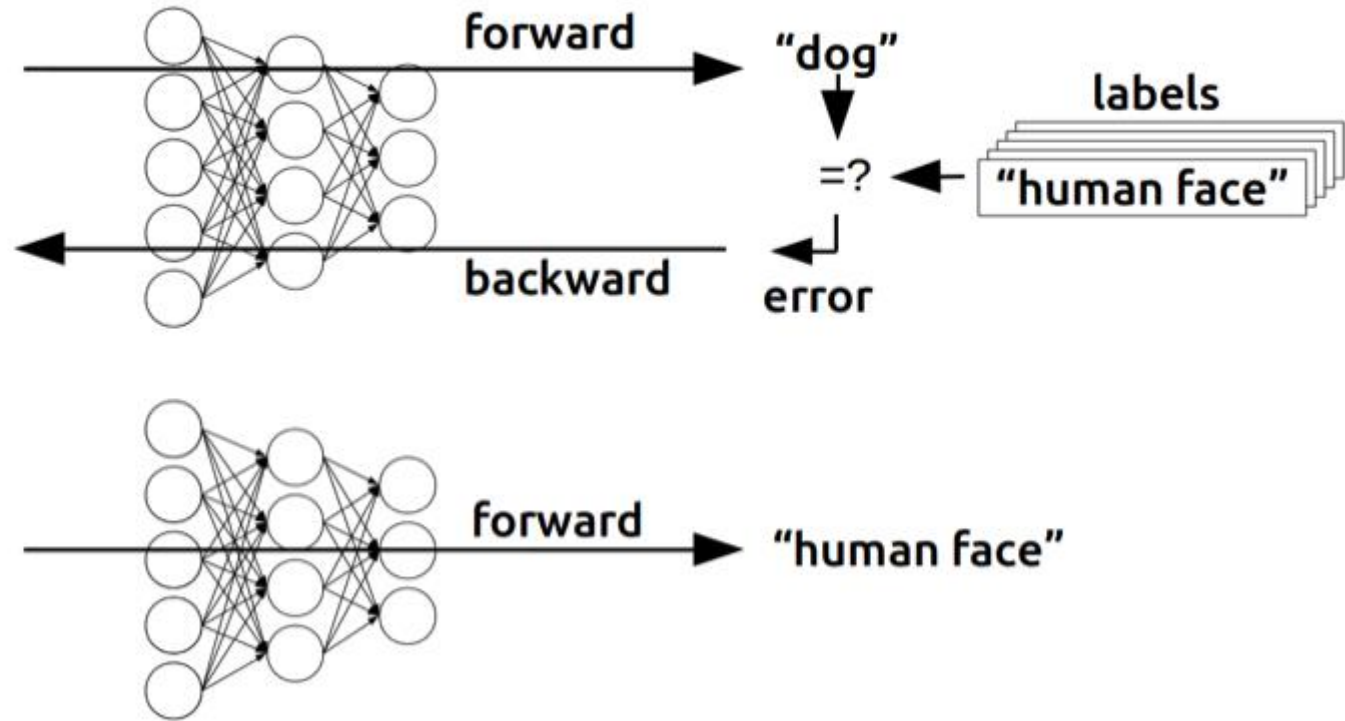 forward
“dog”
labels
=?
“human face”
backward
error
forward
“human face”